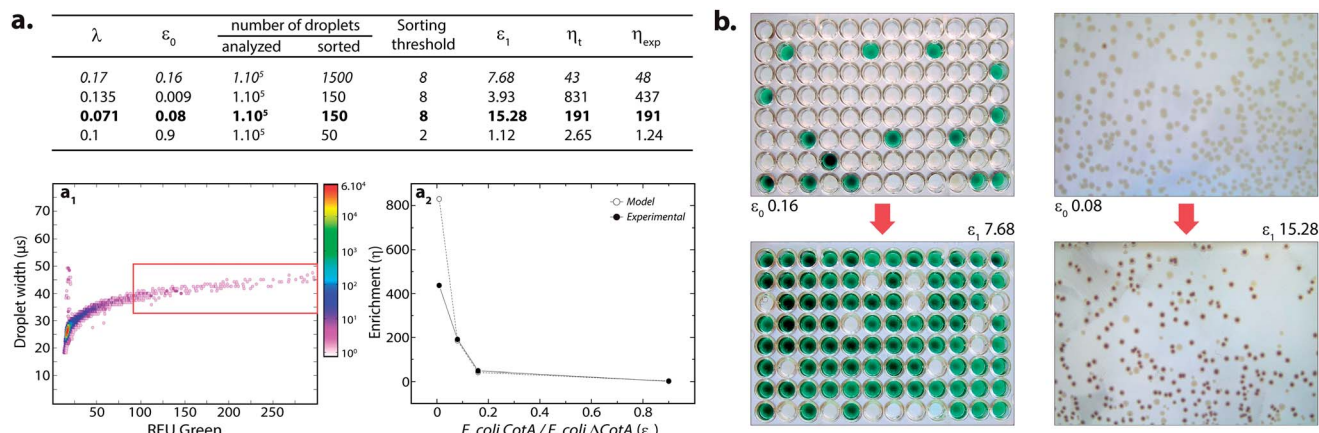 a.
λ ε₀ number of droplets Sorting threshold ε₁ ηₜ ηexp
analyzed sorted
0.17 0.16 1.10⁵ 1500 8 7.68 43 48
0.135 0.009 1.10⁵ 150 8 3.93 831 437
0.071 0.08 1.10⁵ 150 8 15.28 191 191
0.1 0.9 1.10⁵ 50 2 1.12 2.65 1.24
a₁
Droplet width (µs)
70
60
50
40
30
20
10
50 100 150 200 250
RFU Green
6.10⁴
10⁴
10³
10²
10¹
10⁰
a₂
Model
Experimental
Enrichment (η)
800
600
400
200
0
0 0.2 0.4 0.6 0.8
E. coli CotA / E. coli ΔCotA (ε
b.
ε₀ 0.16
ε₁ 7.68
ε₀ 0.08
ε₁ 15.28